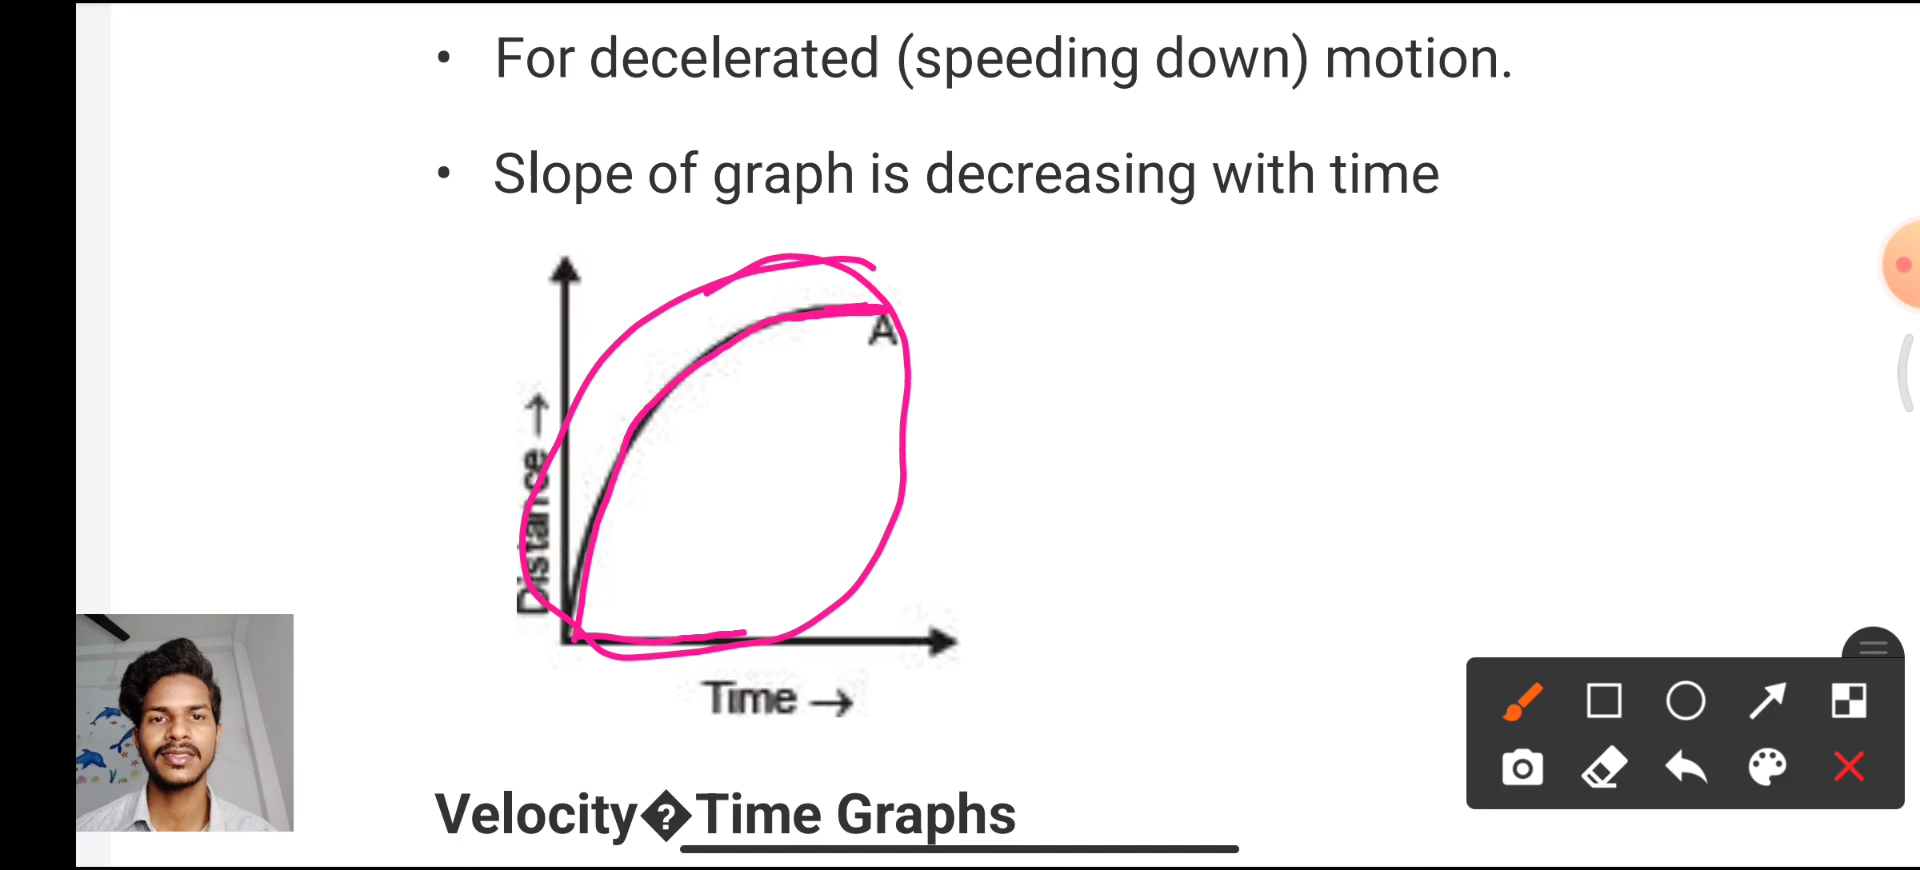 • For decelerated (speeding down) motion.
• Slope of graph is decreasing with time
A
Distance →
Time →
Velocity�Time Graphs